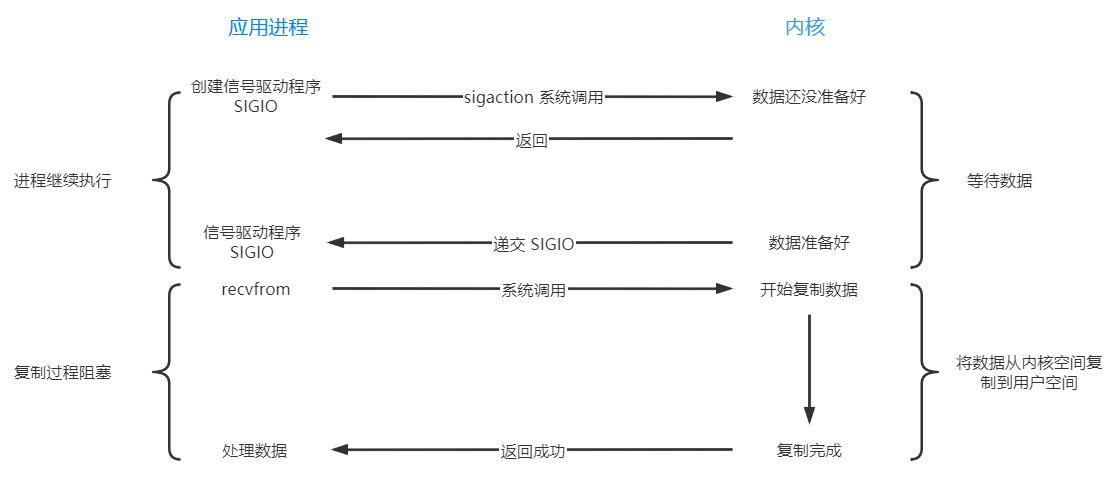 应用进程
内核
创建信号驱动程序
SIGIO
sigaction 系统调用
数据还没准备好
返回
进程继续执行
等待数据
信号驱动程序
SIGIO
递交 SIGIO
数据准备好
recvfrom
系统调用
开始复制数据
复制过程阻塞
将数据从内核空间复
制到用户空间
处理数据
返回成功
复制完成